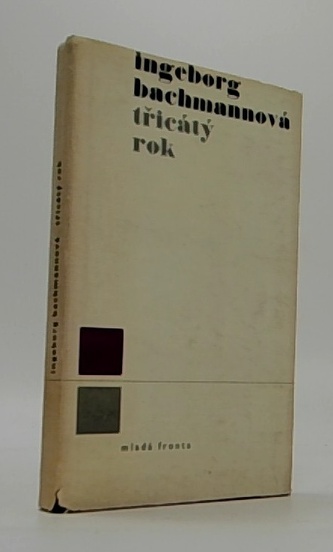 ingeborg
bachmannová
třicátý
rok
mladá fronta
ingeborg bachmannová třicátý rok